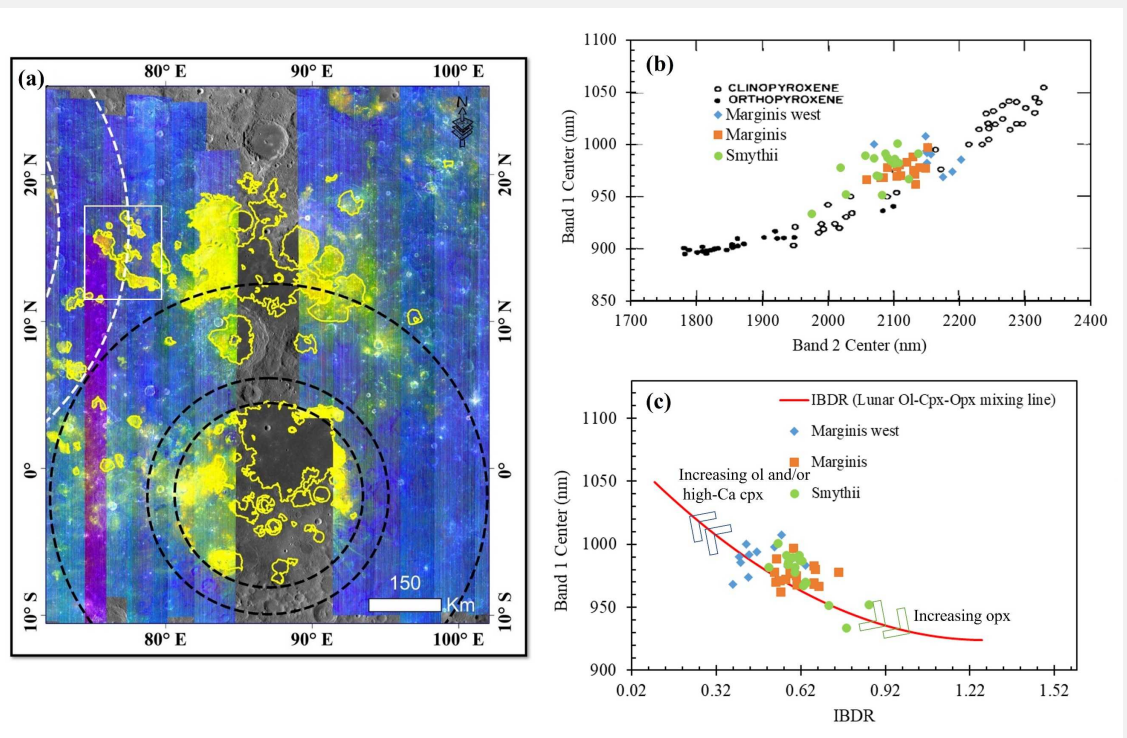 (a)
80° E
90° E
100° E
N
20° N
20° N
10° N
10° N
0°
0°
10° S
10° S
150
Km
80° E
90° E
100° E
(b)
1100
1050
1000
950
900
850
Band 1 Center (nm)
CLINOPYROXENE
ORTHOPYROXENE
Marginis west
Marginis
Smythii
1700
1800
1900
2000
2100
2200
2300
2400
Band 2 Center (nm)
(c)
1100
1050
1000
950
900
Band 1 Center (nm)
IBDR (Lunar Ol-Cpx-Opx mixing line)
Marginis west
Marginis
Smythii
Increasing ol and/or
high-Ca cpx
Increasing opx
0.02
0.32
0.62
0.92
1.22
1.52
IBDR